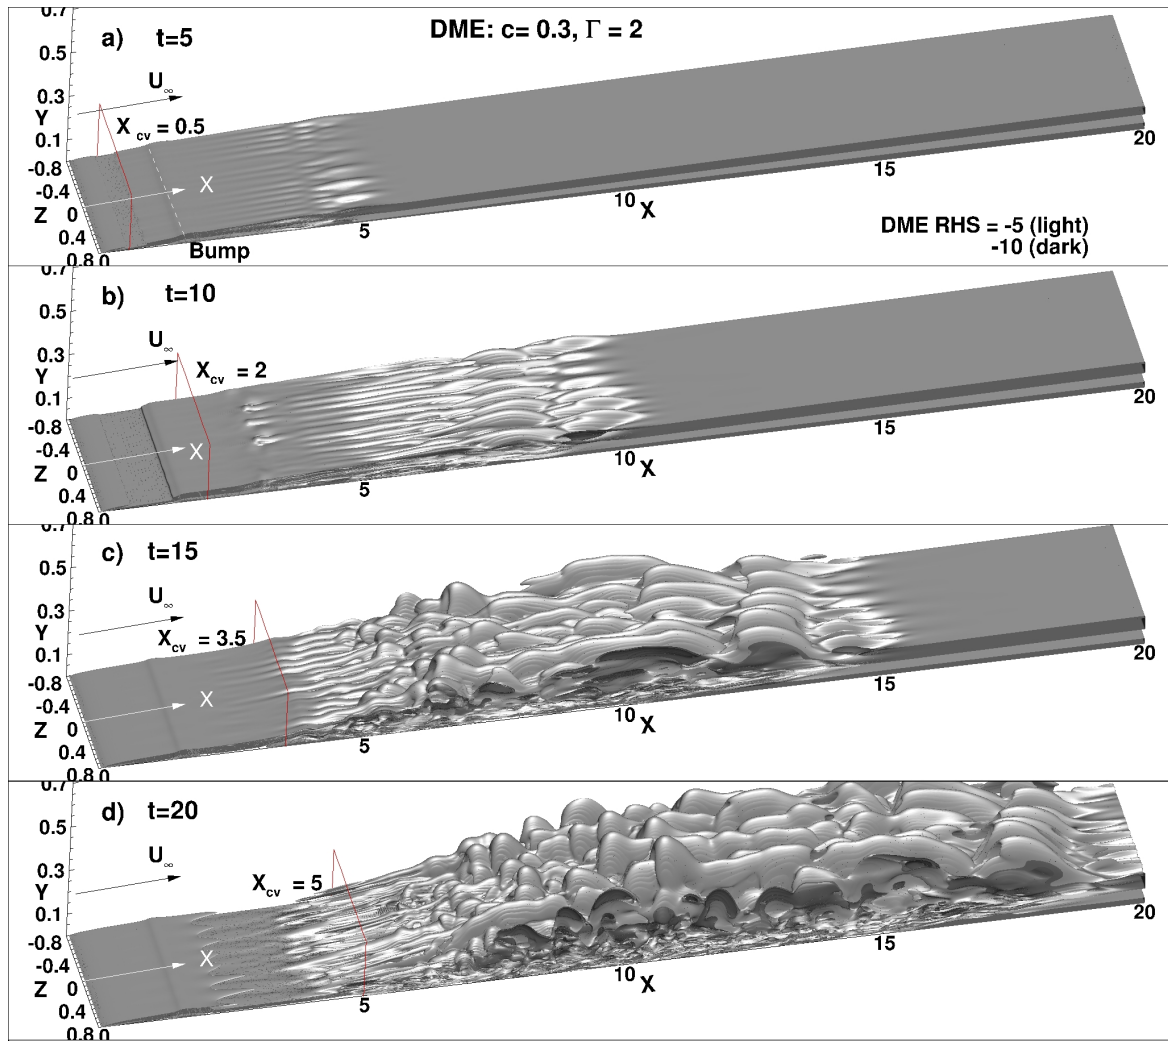 0.7
a) t=5
DME: c= 0.3, Γ = 2
0.5
U∞
0.3
Y
X cv = 0.5
0.1
20
-0.8
X
15
-0.4
10
X
Z 0
5
DME RHS = -5 (light)
-10 (dark)
0.4
Bump
0.8 0
0.7
b) t=10
0.5
U∞
0.3
Y
X cv = 2
0.1
20
-0.8
15
-0.4
X
10 X
Z 0
5
0.4
0.8 0
0.7
c) t=15
0.5
U∞
0.3
Y
X cv = 3.5
0.1
20
-0.8
15
-0.4
X
10 X
Z 0
5
0.4
0.8 0
0.7
d) t=20
0.5
U∞
0.3
X cv = 5
Y
0.1
20
-0.8
15
-0.4
X
10 X
Z 0
5
0.4
0.8 0